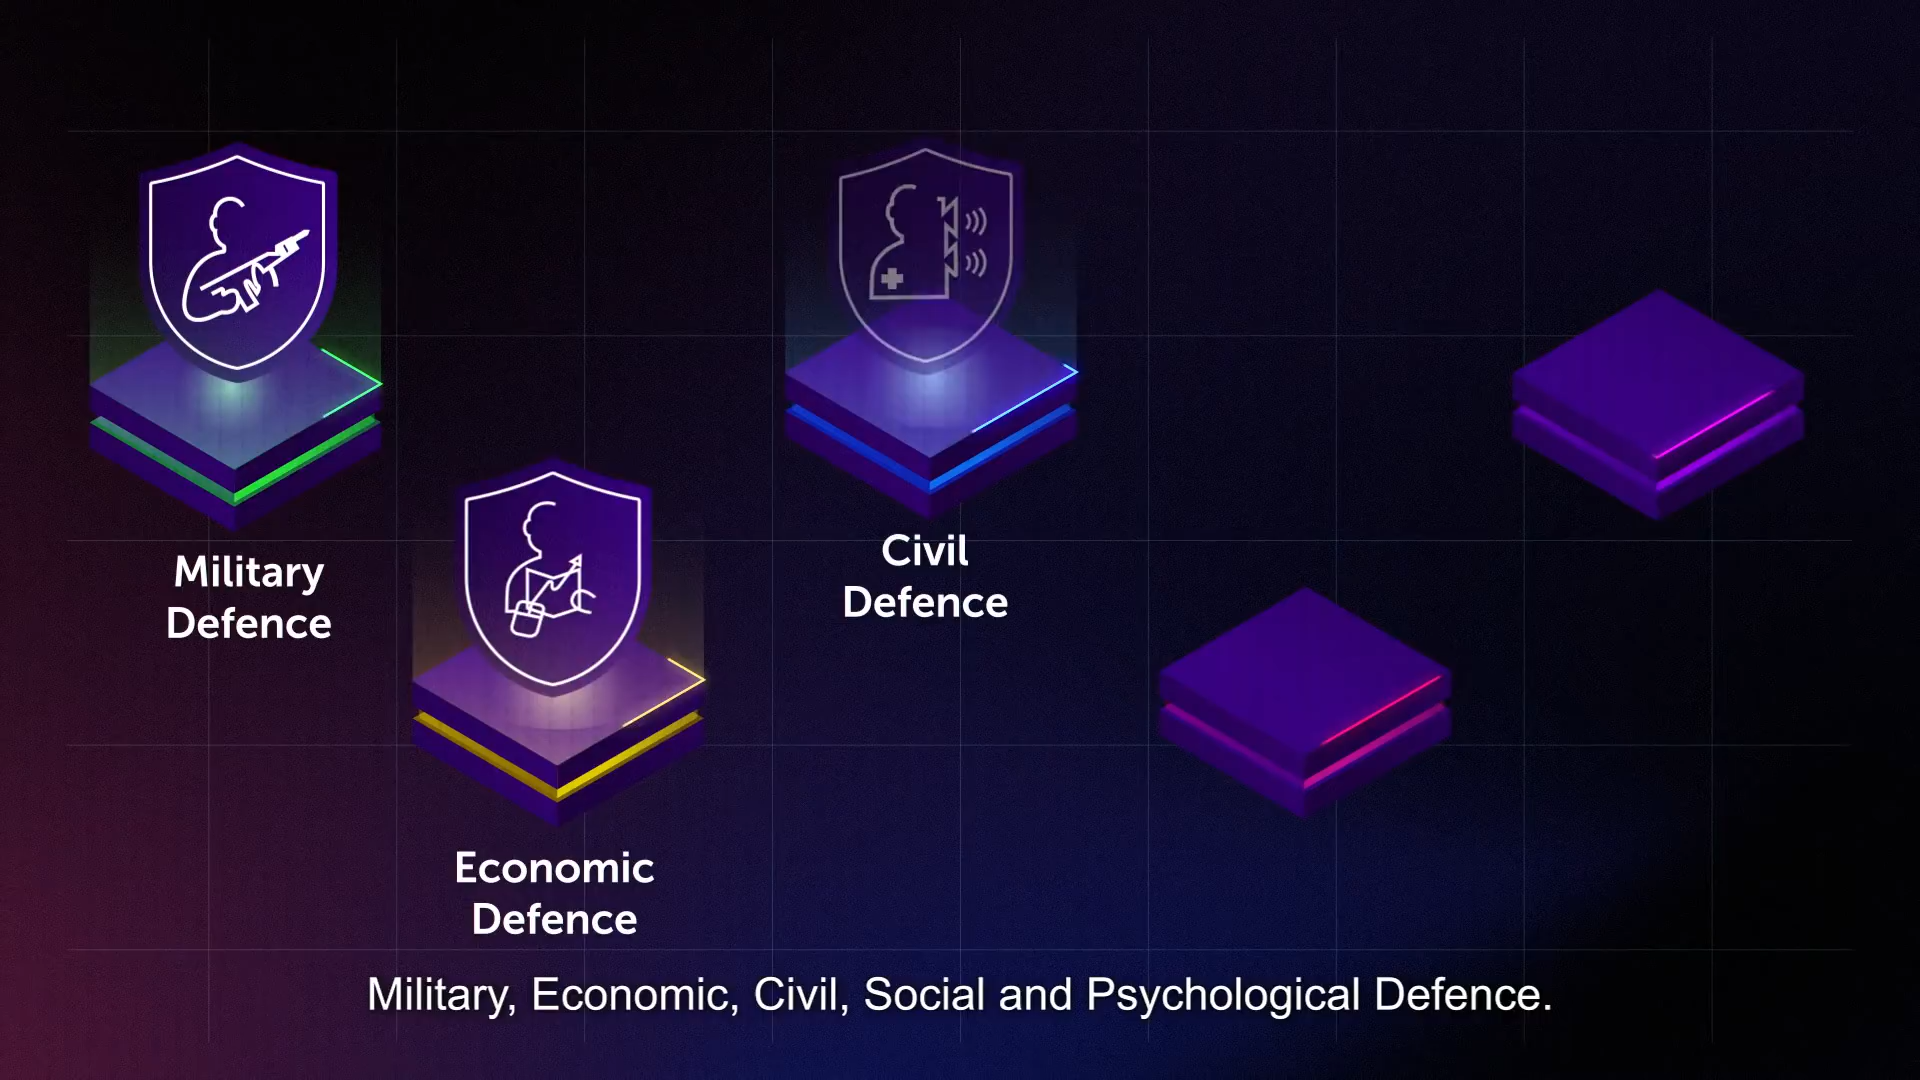 Military
Defence
Economic
Defence
Civil
Defence
Military, Economic, Civil, Social and Psychological Defence.